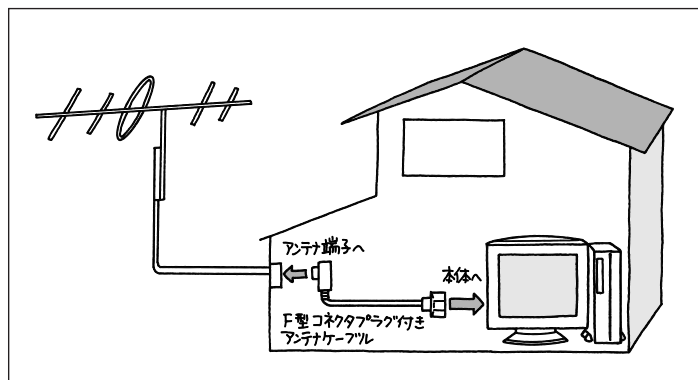 アンテナ端子へ
本体へ
F型コネクタプラグ付き
アンテナケーブル